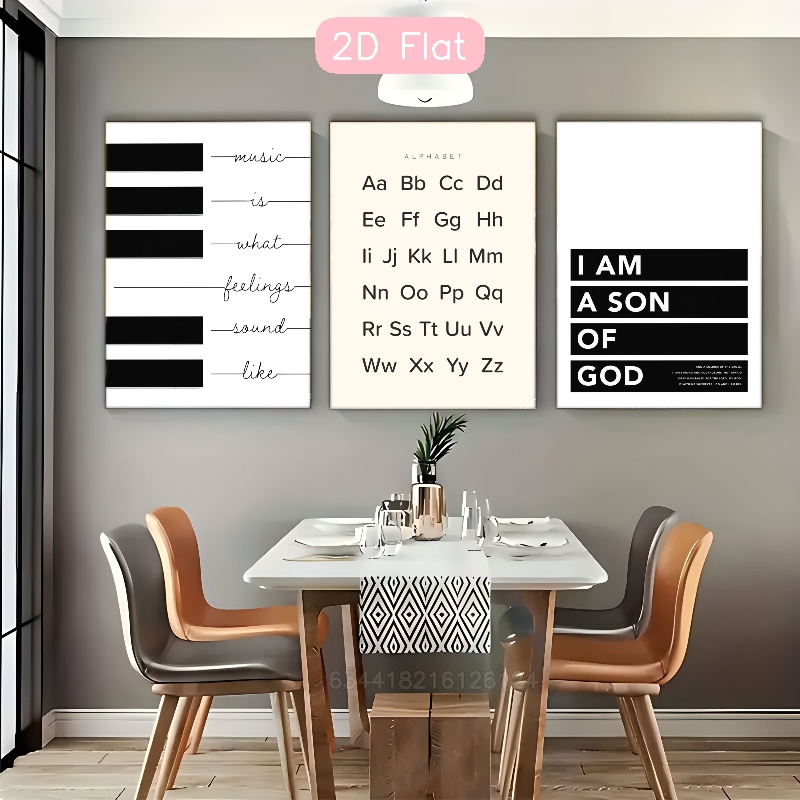 2D Flat
music
is
what
feelings
sound
like
ALPHABET
Aa Bb Cc Dd
Ee Ff Gg Hh
Ii Jj Kk Ll Mm
Nn Oo Pp Qq
Rr Ss Tt Uu Vv
Ww Xx Yy Zz
I AM
A SON
OF
GOD